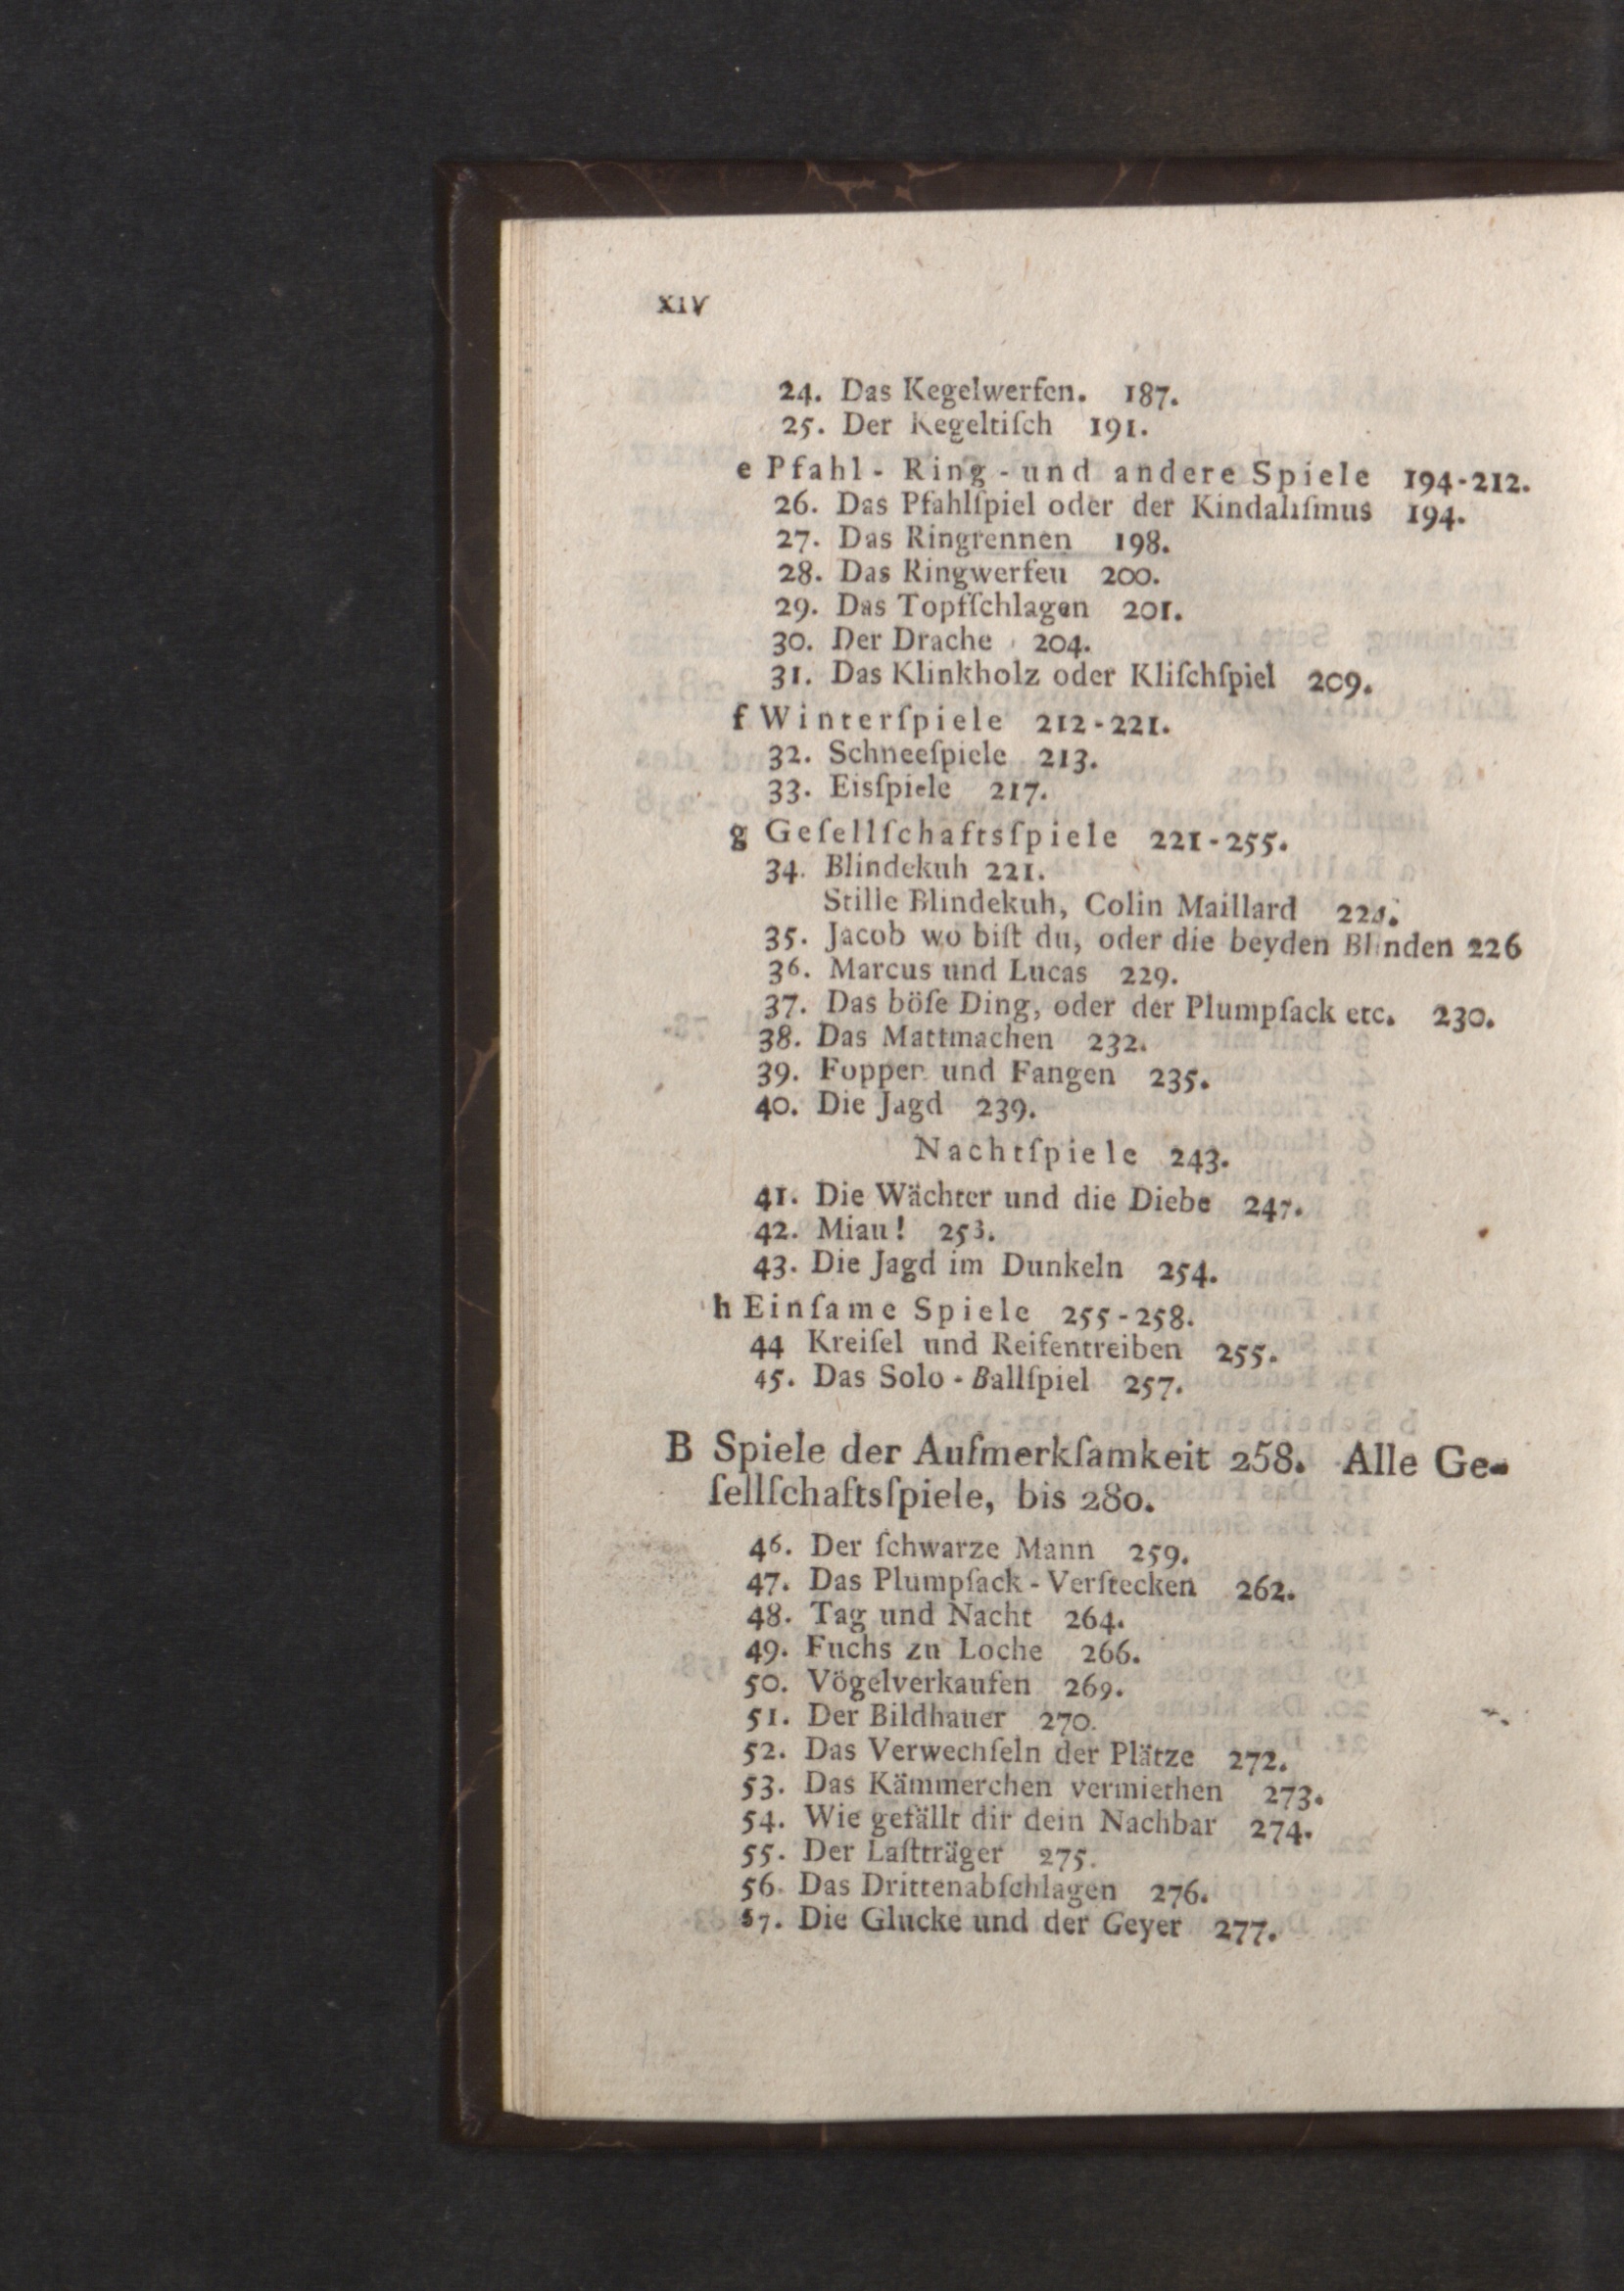 XIV
24. Das Kegelwerfen. 187.
25. Der Kegeltiſch 191.
e Pfahl - Ring - und andere Spiele 194-212.
26. Das Pfahlſpiel oder der Kindaliſmus 194.
27. Das Ringrennen 198.
28. Das Ringwerfen 200.
29. Das Topfſchlagen 201.
30. Der Drache 204.
31. Das Klinkholz oder Kliſchſpiel 209.
f Winterſpiele 212-221.
32. Schneeſpiele 213.
33. Eisſpiele 217.
g Geſellſchaftsſpiele 221-255.
34. Blindekuh 221.
Stille Blindekuh, Colin Maillard
35. Jacob wo biſt du, oder die beyden Blinden 226
36. Marcus und Lucas 229.
37. Das böſe Ding, oder der Plumpſack etc. 230.
38. Das Mattmachen 232.
39. Foppen und Fangen 235.
40. Die Jagd 239.
Nachtſpiele 243.
41. Die Wächter und die Diebe 247.
42. Miau! 253.
43. Die Jagd im Dunkeln 254.
h Einſame Spiele 255-258.
44 Kreiſel und Reifentreiben 255.
45. Das Solo - Ballſpiel 257.
B Spiele der Aufmerkſamkeit 258. Alle Ge-
ſellſchaftsſpiele, bis 280.
46. Der ſchwarze Mann 259.
47. Das Plumpſack - Verſtecken 262.
48. Tag und Nacht 264.
49. Fuchs zu Loche 266.
50. Vögelverkaufen 269.
51. Der Bildhauer 270.
52. Das Verwechſeln der Plätze 272.
53. Das Kämmerchen vermiethen 273.
54. Wie gefällt dir dein Nachbar 274.
55. Der Laſtträger 275.
56. Das Drittenabſchlagen 276.
57. Die Glucke und der Geyer 277.